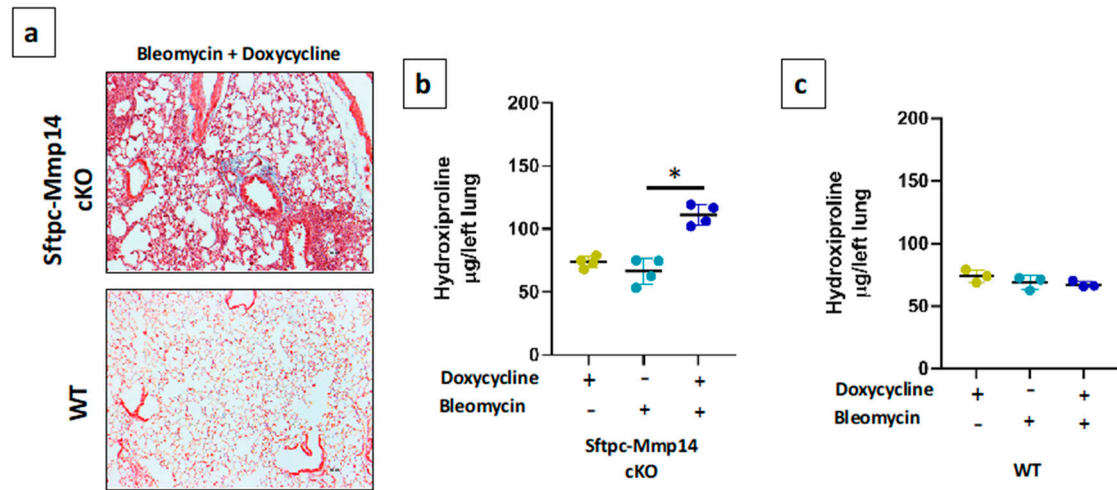 a
Bleomycin + Doxycycline
Sftpc-Mmp14
cKO
WT
b
Hydroxiproline
µg/left lung
200
150
100
50
0
*
Doxycycline + - +
Bleomycin - + +
Sftpc-Mmp14
cKO
c
Hydroxiproline
µg/left lung
200
150
100
50
0
Doxycycline + - +
Bleomycin - + +
WT